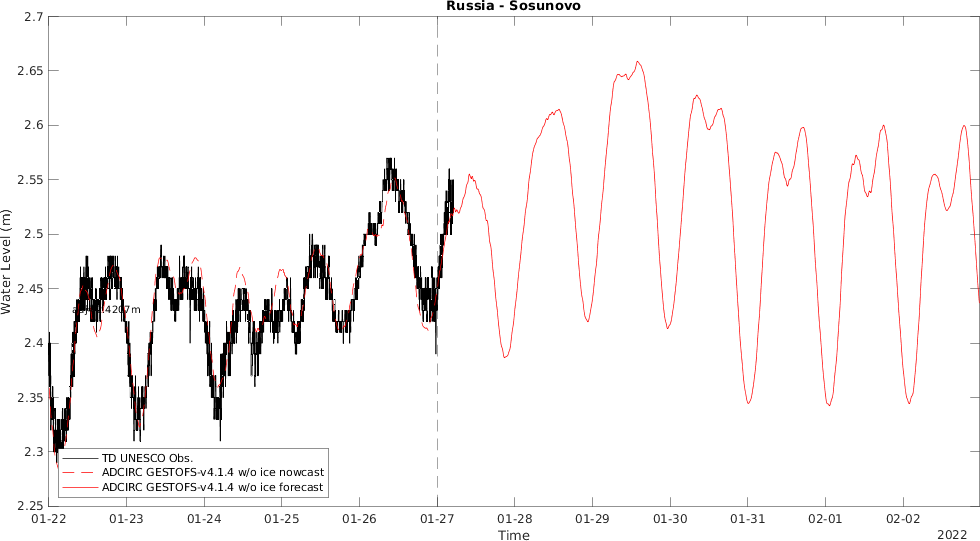 Russia - Sosunovo
2.7
2.65
2.6
2.55
2.5
2.45
2.4
2.35
2.3
2.25
Water Level (m)
4207m
TD UNESCO Obs.
ADCIRC GESTOFS-v4.1.4 w/o ice nowcast
ADCIRC GESTOFS-v4.1.4 w/o ice forecast
01-22 01-23 01-24 01-25 01-26 01-27 01-28 01-29 01-30 01-31 02-01 02-02
Time
2022